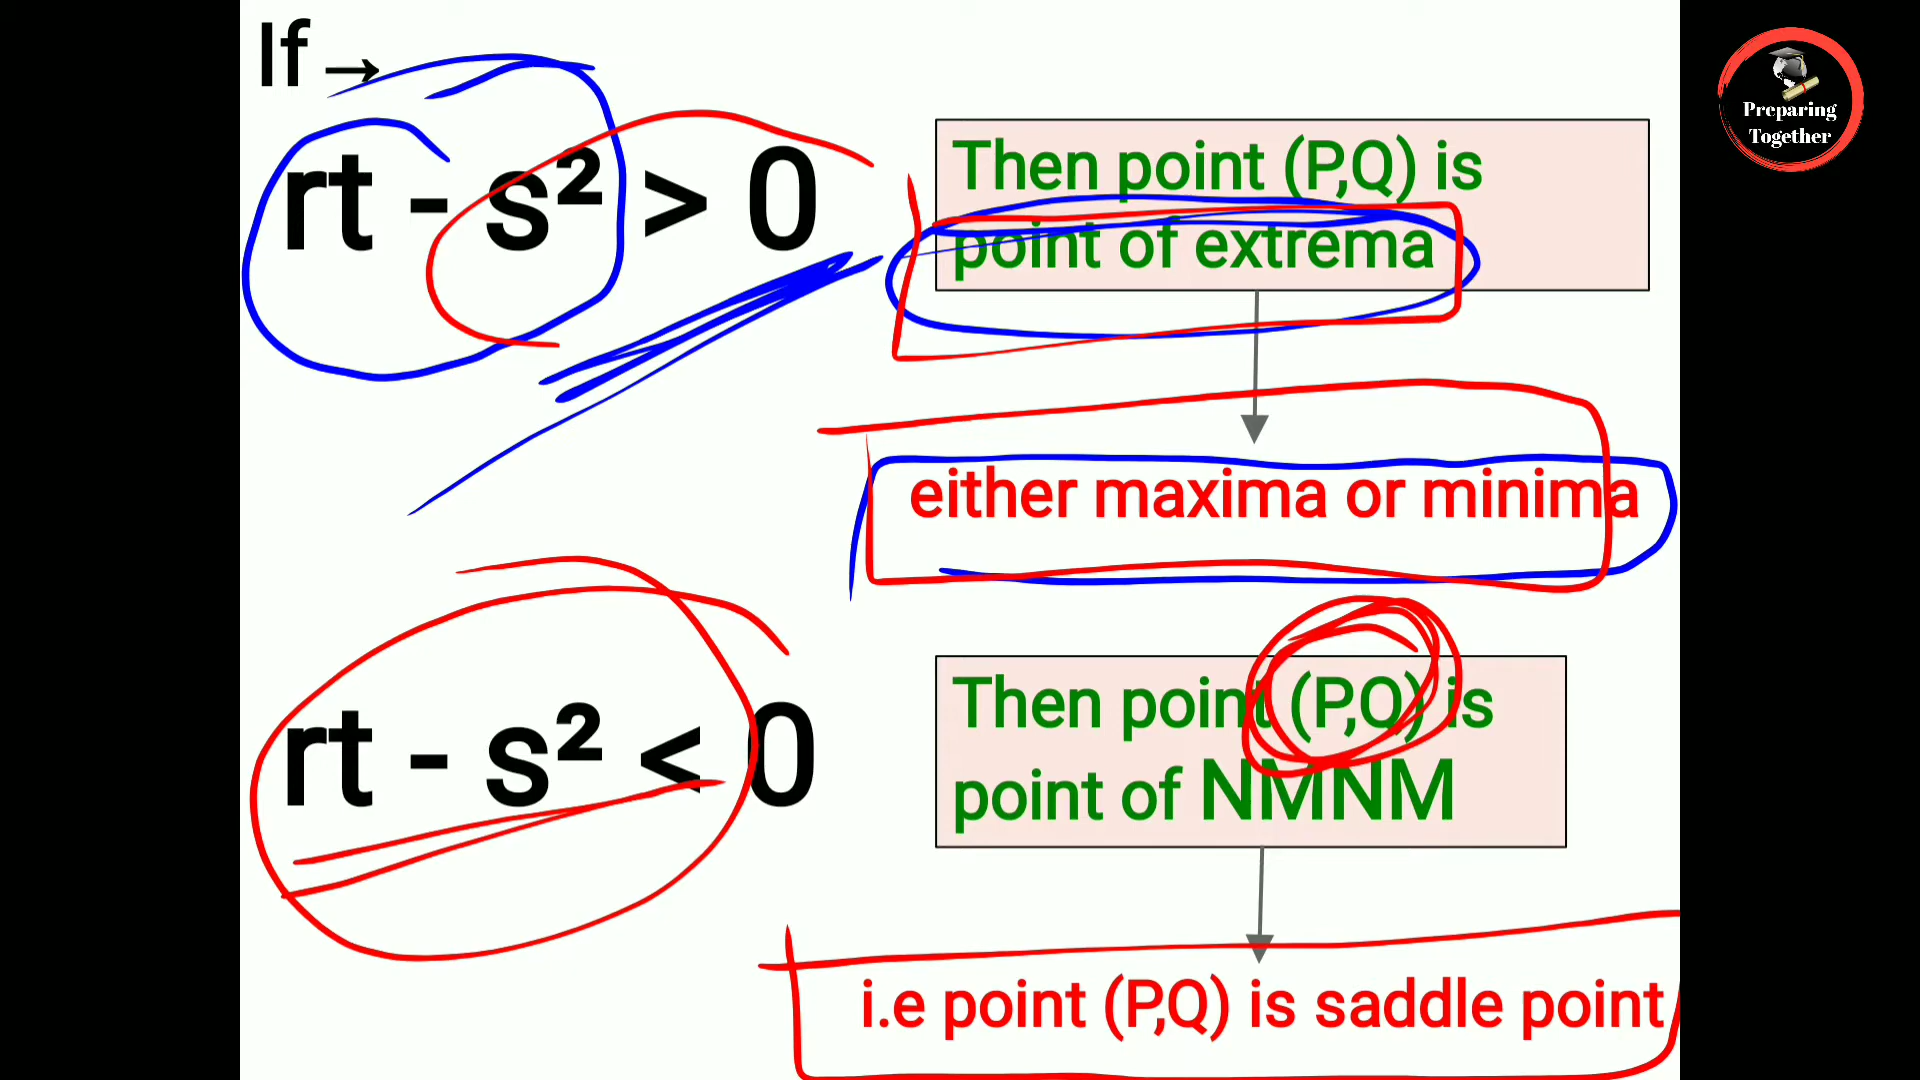 If →
rt - s² > 0
Then point (P,Q) is
point of extrema
either maxima or minima
rt - s² < 0
Then point (P,Q) is
point of NMNM
i.e point (P,Q) is saddle point
Preparing
Together